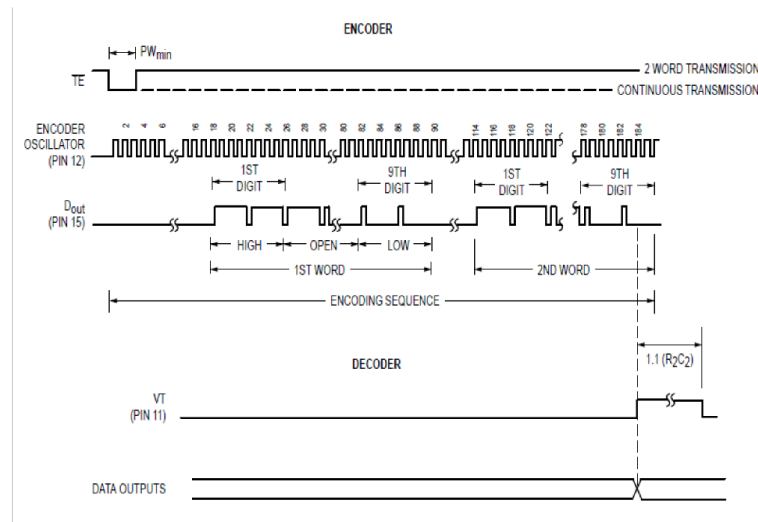 ENCODER
PWmin
TE
2 WORD TRANSMISSION
CONTINUOUS TRANSMISSION
ENCODER
OSCILLATOR
(PIN 12)
2 4 6 16 18 20 22 24 26 28 30 80 82 84 86 88 90 114 116 118 120 122 178 180 182 184
1ST
DIGIT
9TH
DIGIT
1ST
DIGIT
9TH
DIGIT
Dout
(PIN 15)
HIGH OPEN LOW
1ST WORD
2ND WORD
ENCODING SEQUENCE
DECODER
1.1 (R2C2)
VT
(PIN 11)
DATA OUTPUTS